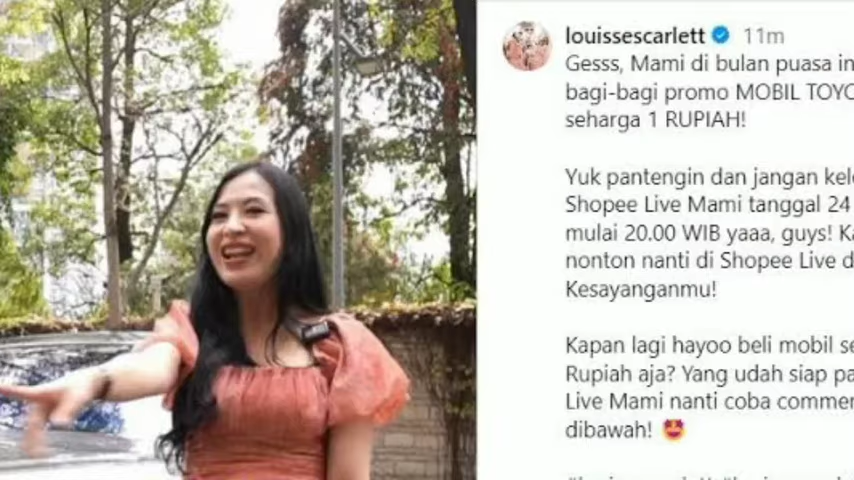 louissescarlett 11m
Gesss, Mami di bulan puasa in
bagi-bagi promo MOBIL TOYO
seharga 1 RUPIAH!
Yuk pantengin dan jangan kel
Shopee Live Mami tanggal 24
mulai 20.00 WIB yaaa, guys! Ka
nonton nanti di Shopee Live d
Kesayanganmu!
Kapan lagi hayoo beli mobil se
Rupiah aja? Yang udah siap pa
Live Mami nanti coba commen
dibawah! 🤩